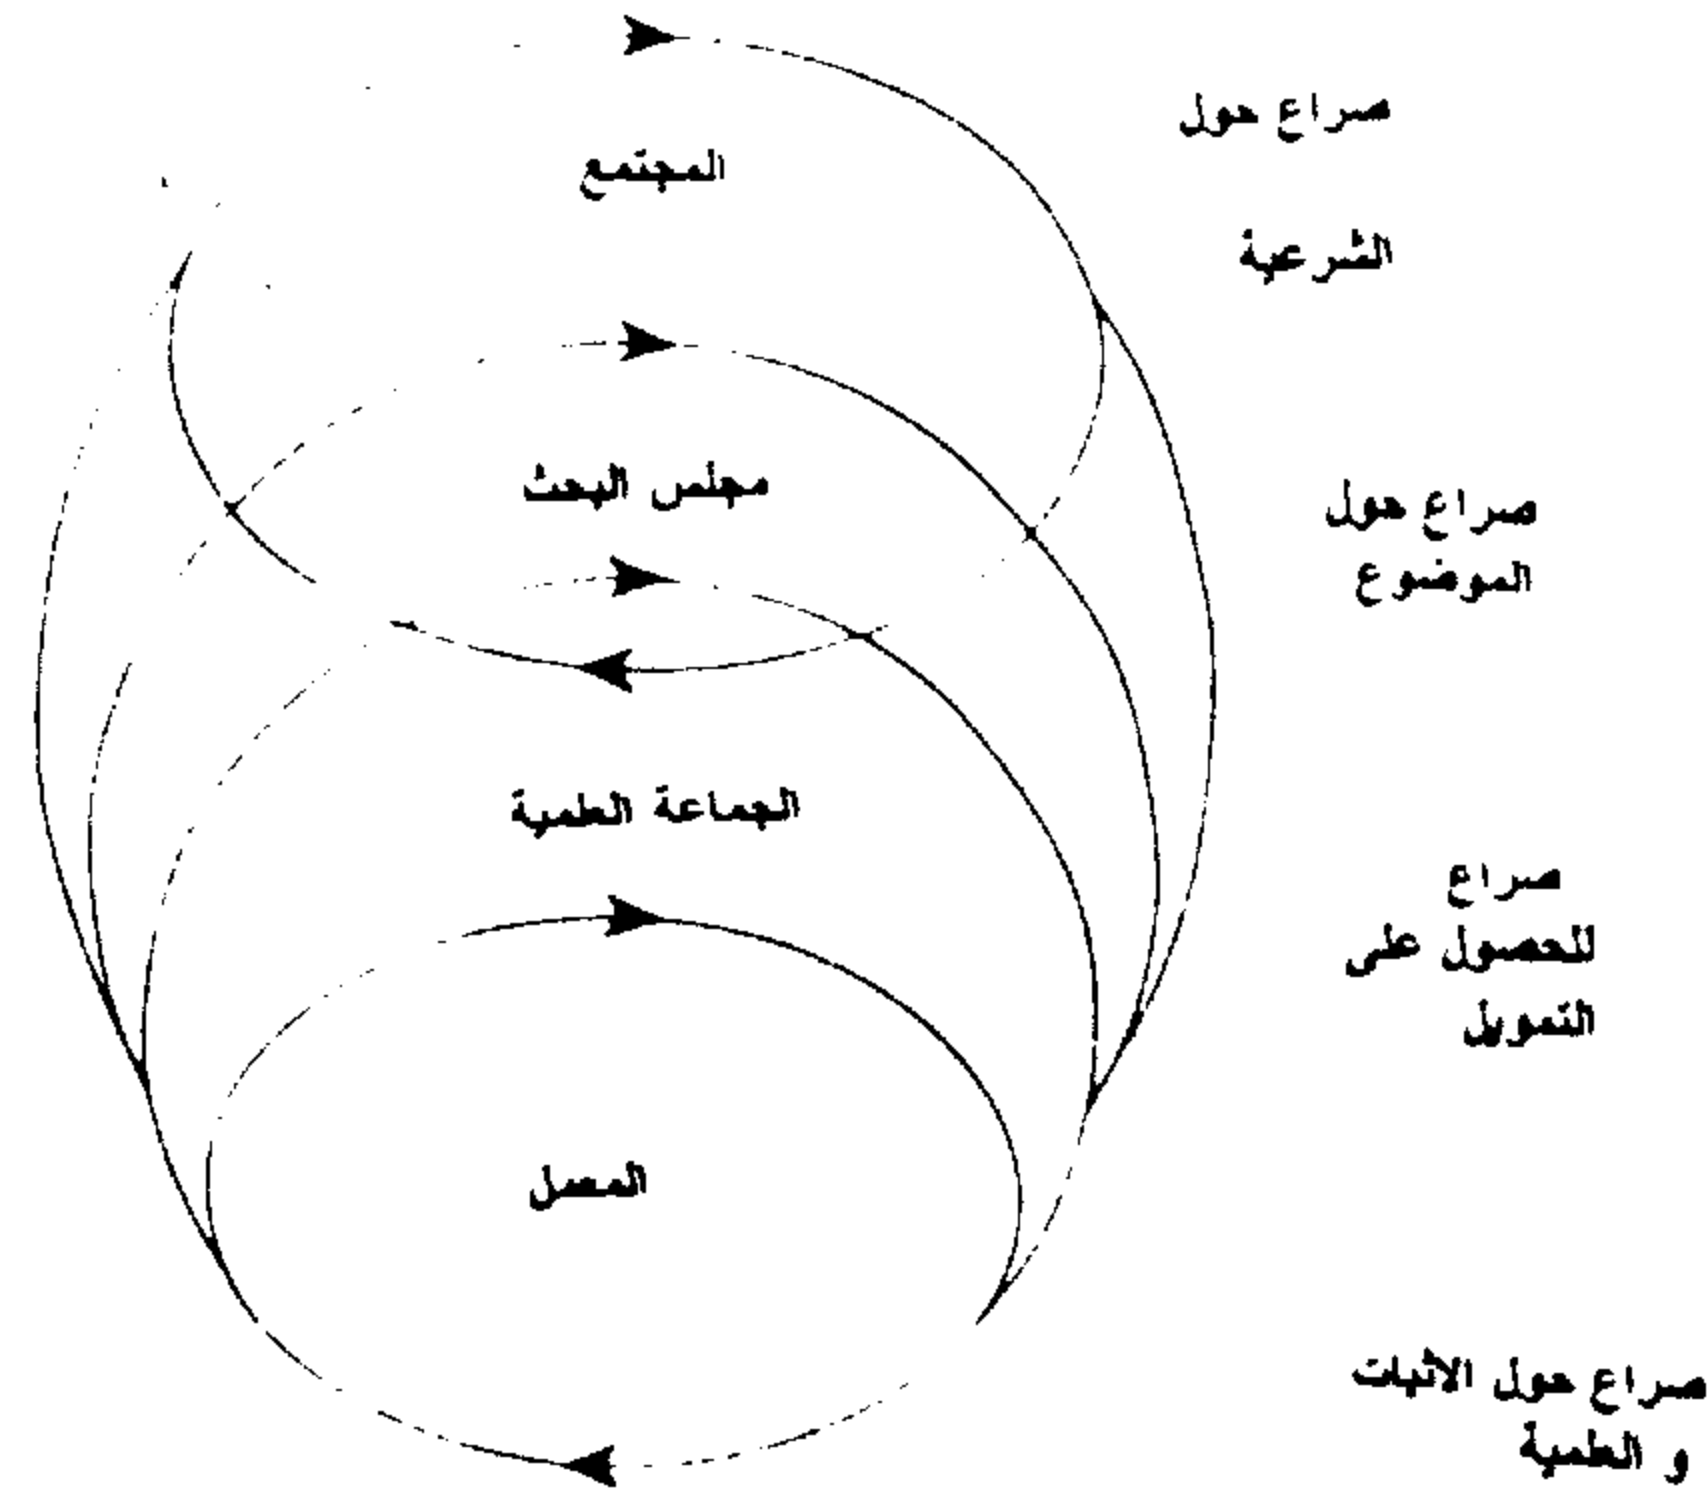 صراع حول
المجتمع
الشرعية
مجلس البحث
صراع حول
الموضوع
الجماعة العلمية
صراع
للحصول على
التمويل
المعمل
صراع حول الاثبات
و العلمية